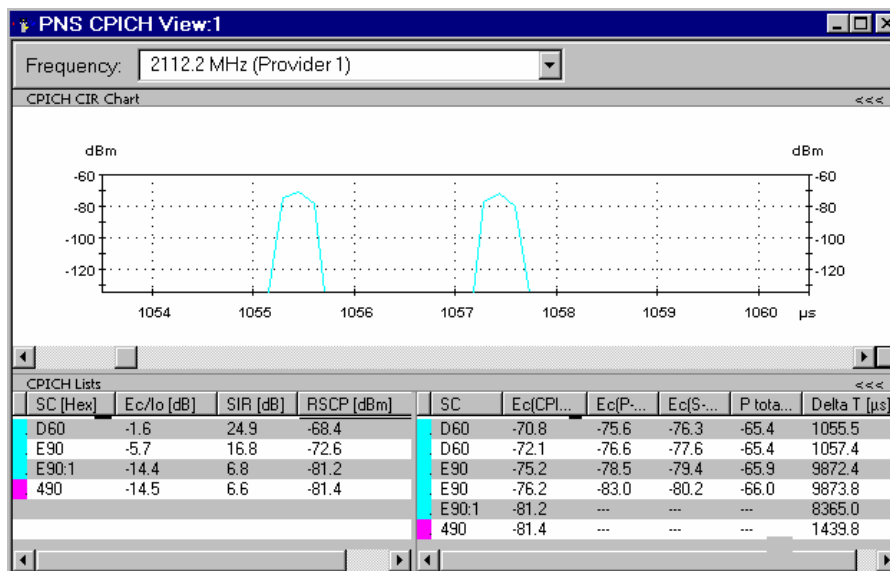 PNS CPICH View:1
Frequency: 2112.2 MHz (Provider 1)
CPICH CIR Chart <<<
dBm dBm
-60 -60
-80 -80
-100 -100
-120 -120
1054 1055 1056 1057 1058 1059 1060 µs
CPICH Lists <<<
SC [Hex] Ec/Io [dB] SIR [dB] RSCP [dBm]
D60 -1.6 24.9 -68.4
E90 -5.7 16.8 -72.6
E90:1 -14.4 6.8 -81.2
490 -14.5 6.6 -81.4
SC Ec(CPI... Ec(P-... Ec(S-... P tota... Delta T [µs]
D60 -70.8 -75.6 -76.3 -65.4 1055.5
D60 -72.1 -76.6 -77.6 -65.4 1057.4
E90 -75.2 -78.5 -79.4 -65.9 9872.4
E90 -76.2 -83.0 -80.2 -66.0 9873.8
E90:1 -81.2 --- --- --- 8365.0
490 -81.4 --- --- --- 1439.8